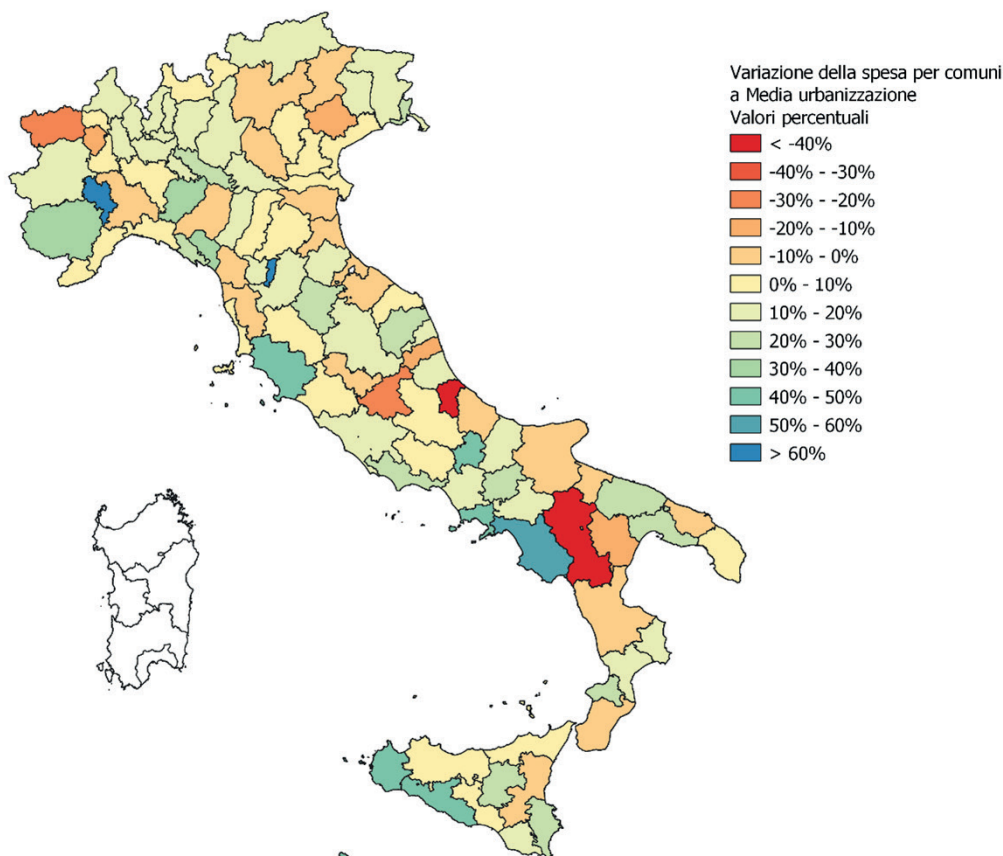 Variazione della spesa per comuni
a Media urbanizzazione
Valori percentuali
< -40%
-40% - -30%
-30% - -20%
-20% - -10%
-10% - 0%
0% - 10%
10% - 20%
20% - 30%
30% - 40%
40% - 50%
50% - 60%
> 60%